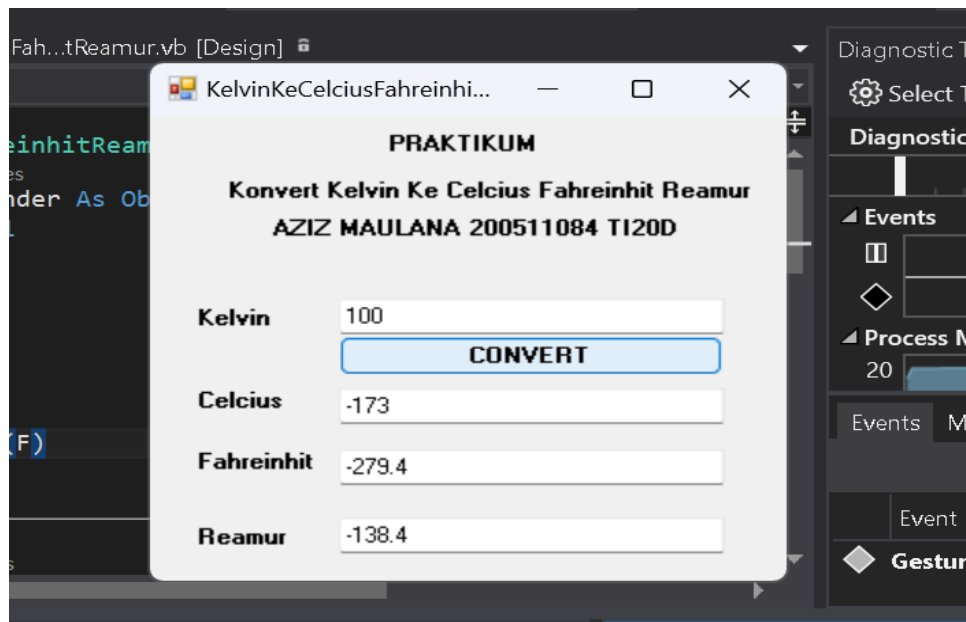 Fah...tReamur.vb [Design]
KelvinKeCelciusFahreinhi...
PRAKTIKUM
Konvert Kelvin Ke Celcius Fahreinhit Reamur
AZIZ MAULANA 200511084 TI20D
Kelvin 100
CONVERT
Celcius -173
Fahreinhit -279.4
Reamur -138.4
einhitReam
es
nder As Ob
(F)
Diagnostic T
Select T
Diagnostic
Events
Process M
20
Events M
Event
Gestur